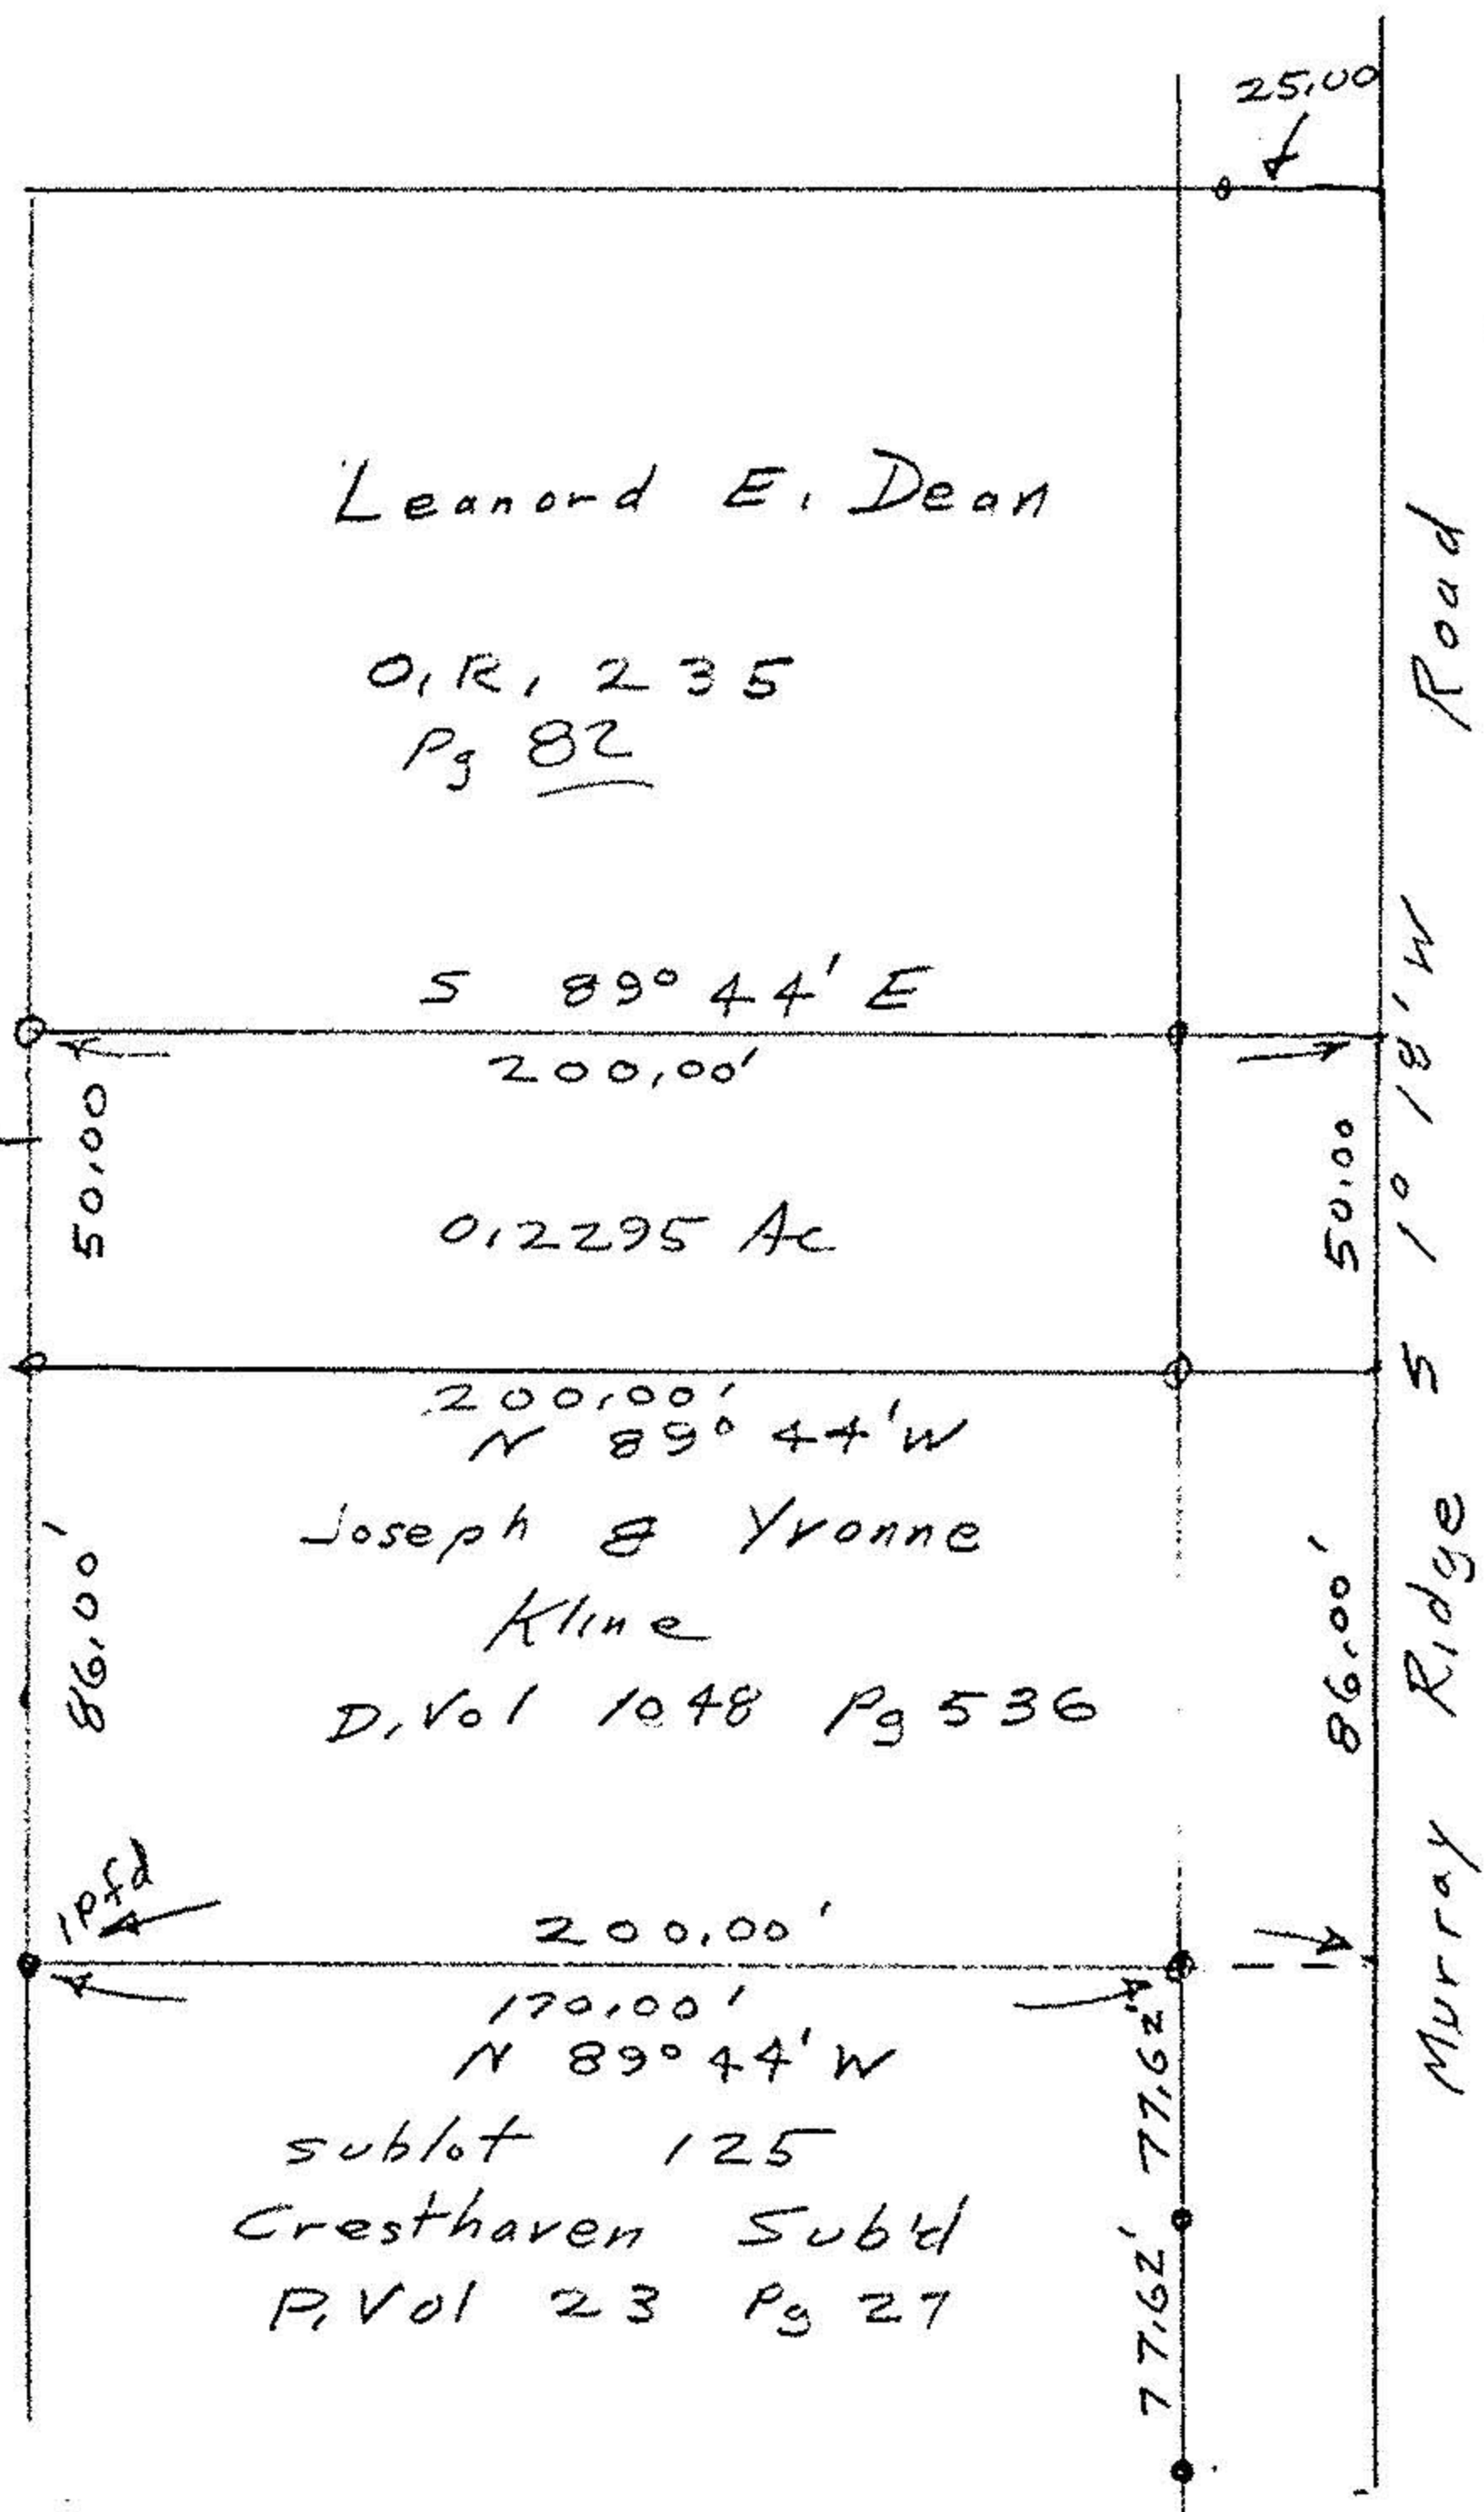 25.00
Leanord E. Dean
O.R. 235
Pg 82
S 89° 44' E
200.00'
50.00
50.00
0.2295 Ac
200.00'
N 89° 44' W
Joseph & Yvonne
Kline
D. Vol 1048 Pg 536
86.00'
86.00'
ipfd
200.00'
170.00'
N 89° 44' W
sublot 125
Cresthaven Sub'd
P. Vol 23 Pg 27
77.62'
77.62'
Murray Ridge S 1° 18' W Road